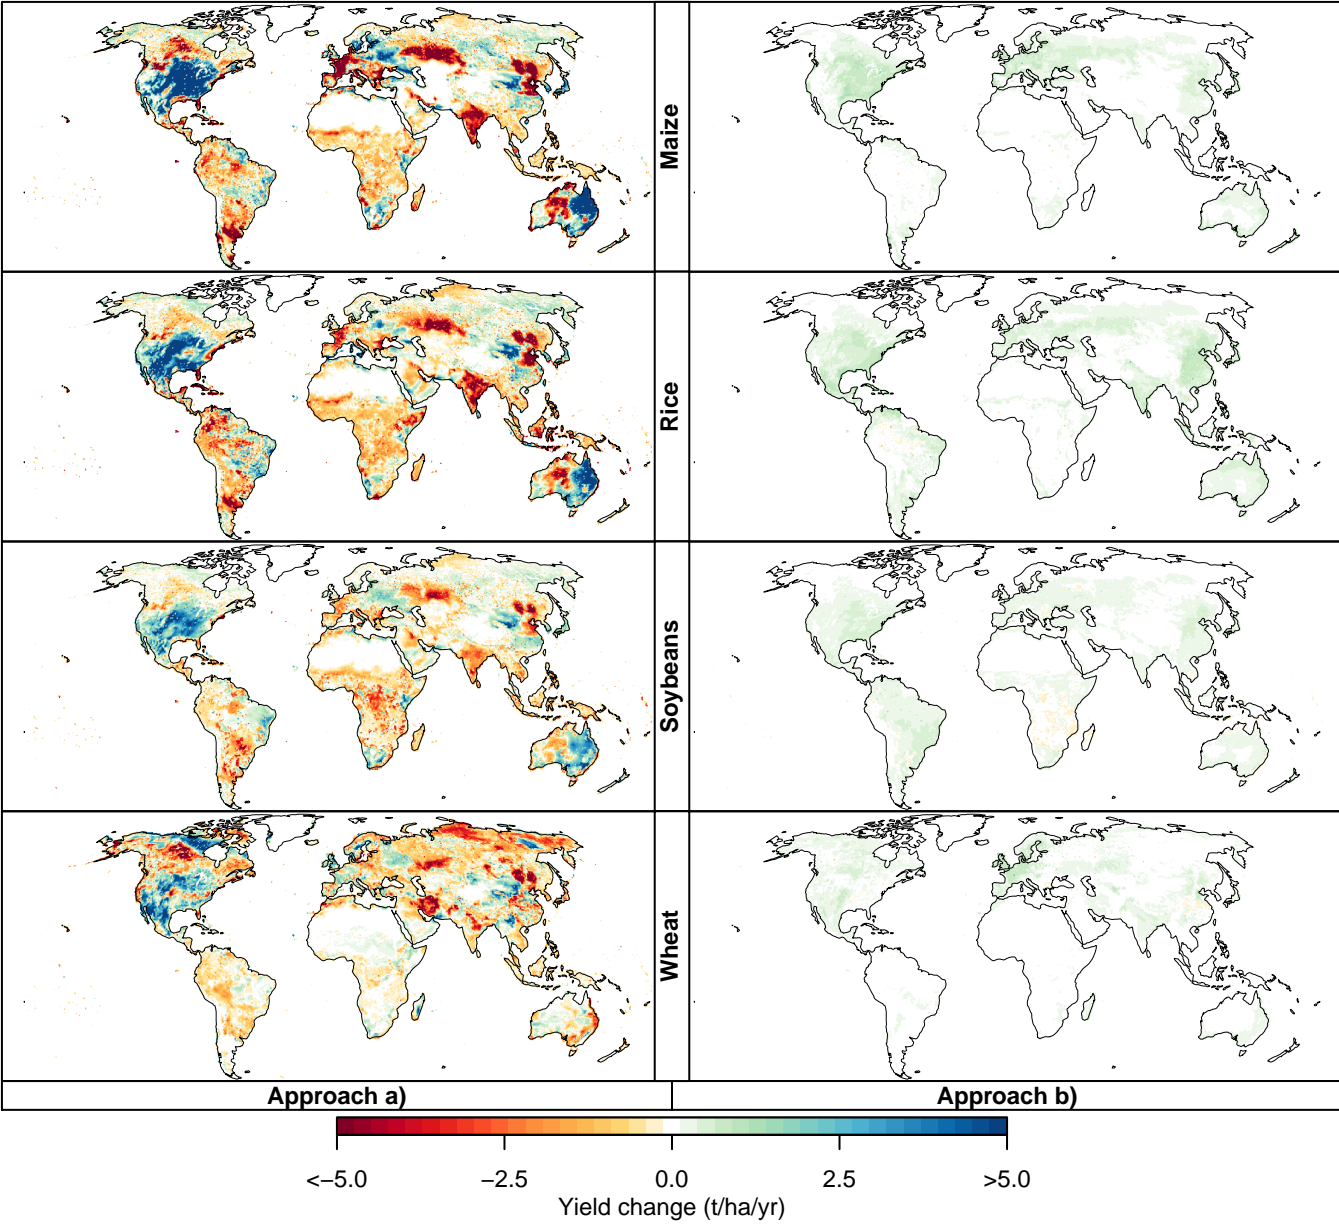 Maize
Rice
Soybeans
Wheat
Approach a)
Approach b)
<−5.0
−2.5
0.0
2.5
>5.0
Yield change (t/ha/yr)